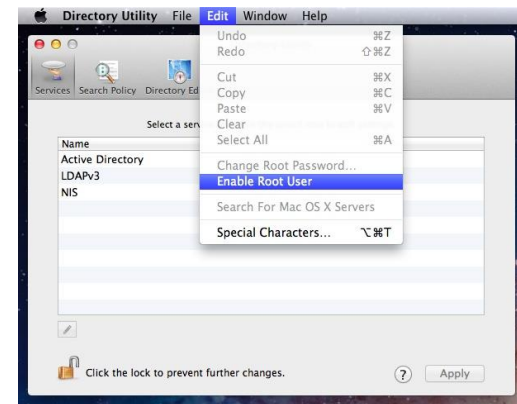 Directory Utility File Edit Window Help
Undo ⌘Z
Redo ⇧⌘Z
Cut ⌘X
Copy ⌘C
Paste ⌘V
Clear
Select All ⌘A
Change Root Password...
Enable Root User
Search For Mac OS X Servers
Special Characters... ⌥⌘T
Services Search Policy Directory Ed
Select a serv
Name
Active Directory
LDAPv3
NIS
Click the lock to prevent further changes.
? Apply